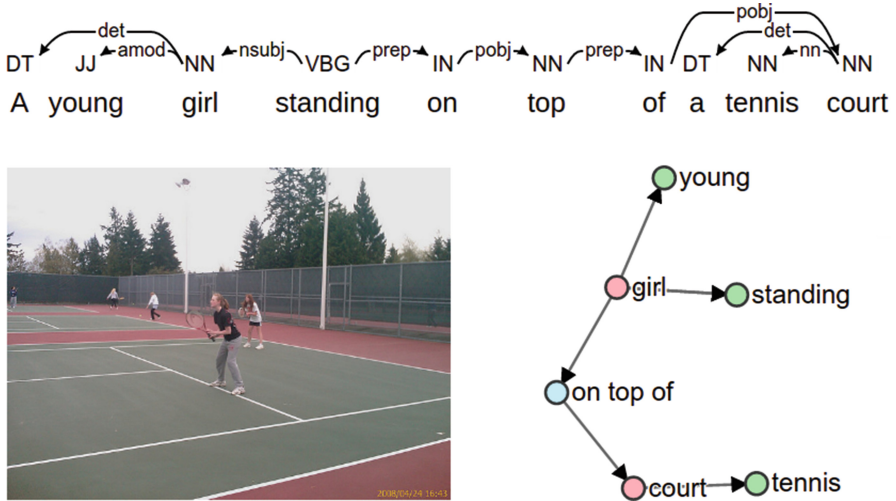 det amod nsubj prep pobj prep pobj det nn
DT JJ NN VBG IN NN IN DT NN NN
A young girl standing on top of a tennis court
young
girl
standing
on top of
court
tennis
2008/04/24 16:43